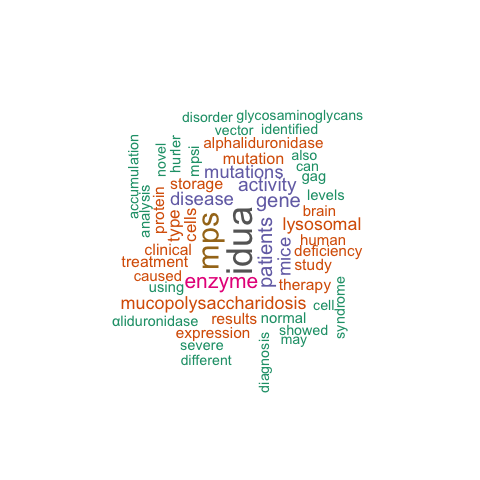 disorder
glycosaminoglycans
vector
identified
alphaliduronidase
accumulation
novel
hurler
mpsi
mutation
also
can
gag
mutations
storage
activity
levels
analysis
protein
type
cells
disease
gene
brain
lysosomal
mps
idua
patients
mice
human
deficiency
clinical
treatment
study
caused
using
enzyme
therapy
syndrome
mucopolysaccharidosis
cell
αliduronidase
results
normal
expression
showed
may
severe
different
diagnosis